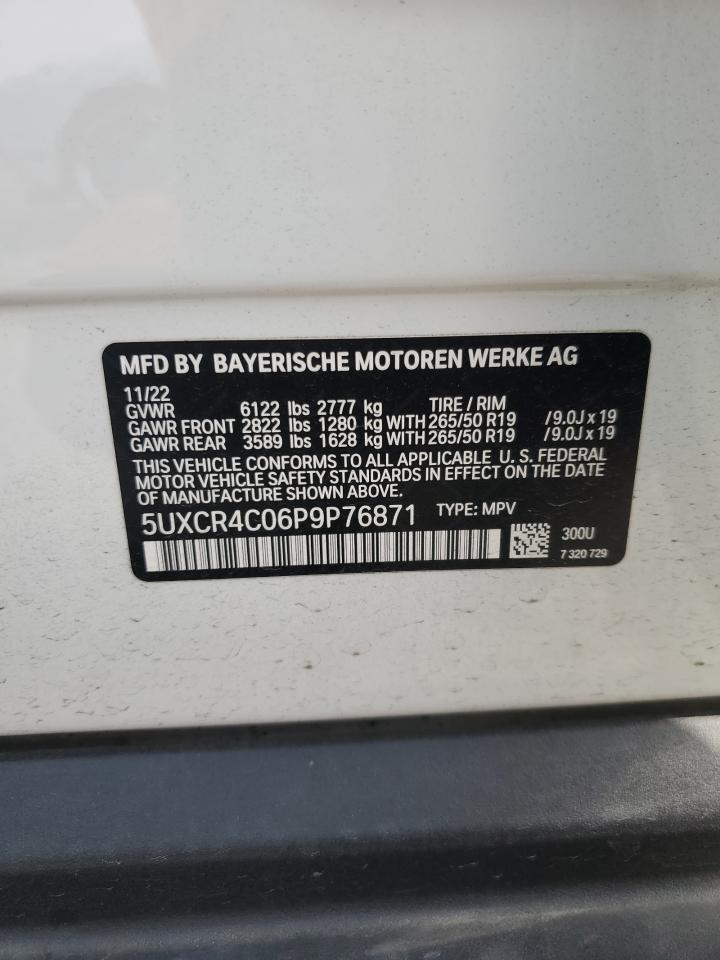 MFD BY BAYERISCHE MOTOREN WERKE AG
11/22
GVWR 6122 lbs 2777 kg TIRE / RIM
GAWR FRONT 2822 lbs 1280 kg WITH 265/50 R19 /9.0J x 19
GAWR REAR 3589 lbs 1628 kg WITH 265/50 R19 /9.0J x 19
THIS VEHICLE CONFORMS TO ALL APPLICABLE U. S. FEDERAL
MOTOR VEHICLE SAFETY STANDARDS IN EFFECT ON THE DATE
OF MANUFACTURE SHOWN ABOVE.
5UXCR4C06P9P76871 TYPE: MPV
300U
7 320 729